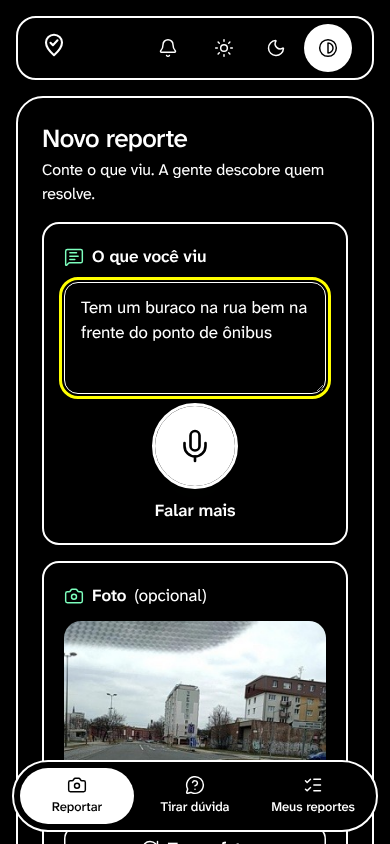 Novo reporte
Conte o que viu. A gente descobre quem
resolve.
O que você viu
Tem um buraco na rua bem na
frente do ponto de ônibus
Falar mais
Foto (opcional)
Reportar
Tirar dúvida
Meus reportes